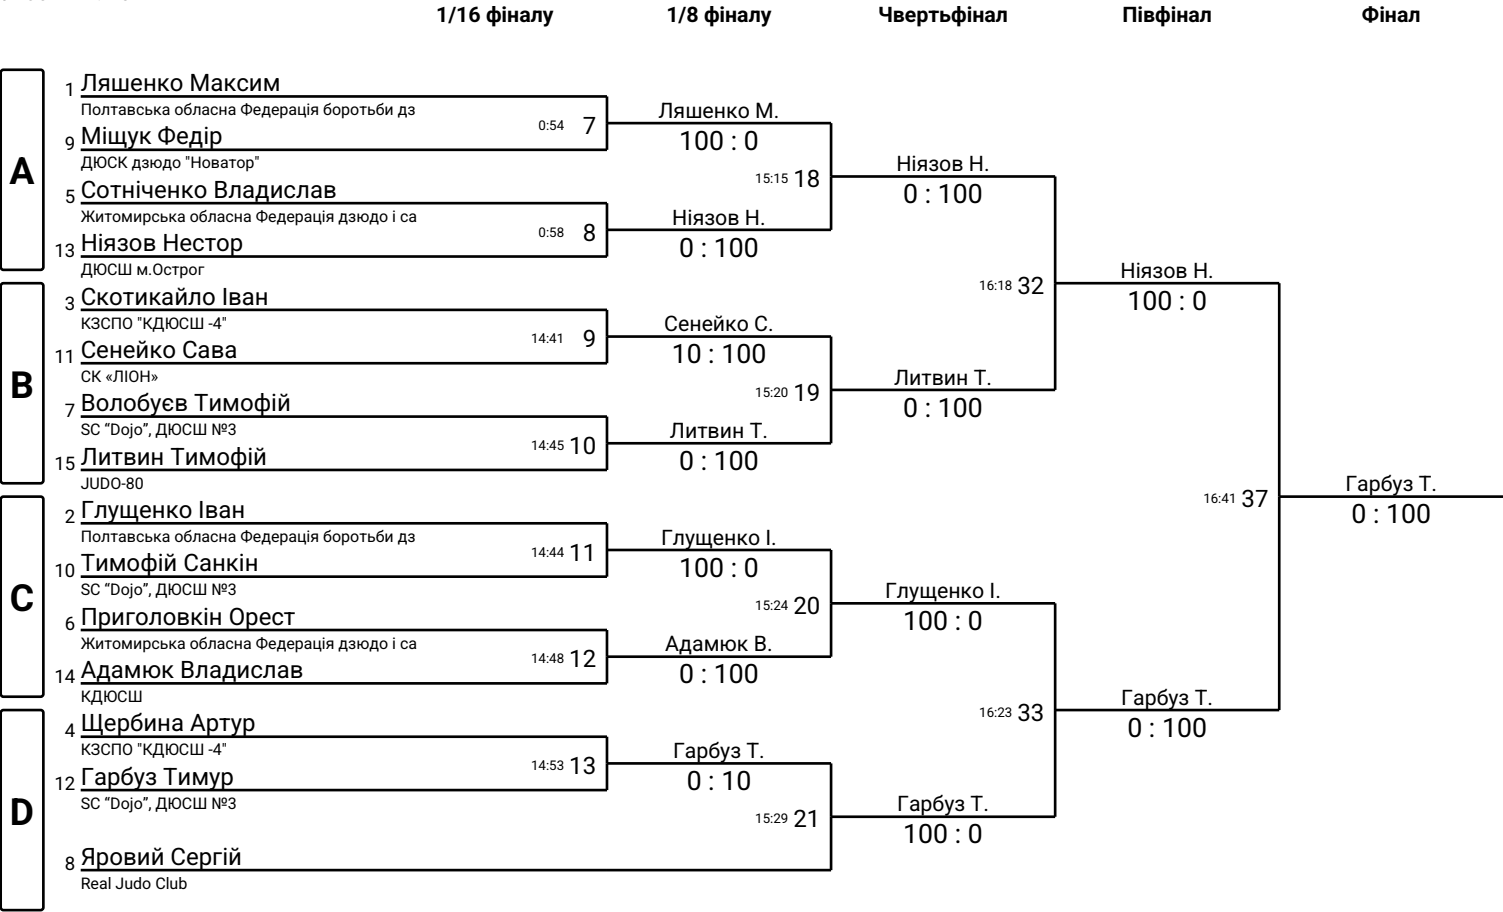 1/16 фіналу
1/8 фіналу
Чвертьфінал
Півфінал
Фінал
A
1 Ляшенко Максим
Полтавська обласна Федерація боротьби дз
9 Міщук Федір
ДЮСК дзюдо "Новатор"
0:54 7
Ляшенко М.
100 : 0
5 Сотніченко Владислав
Житомирська обласна Федерація дзюдо і са
13 Ніязов Нестор
ДЮСШ м.Острог
0:58 8
Ніязов Н.
0 : 100
15:15 18
Ніязов Н.
0 : 100
B
3 Скотикайло Іван
КЗСПО "КДЮСШ -4"
11 Сенейко Сава
СК «ЛІОН»
14:41 9
Сенейко С.
10 : 100
7 Волобуєв Тимофій
SC “Dojo”, ДЮСШ №3
15 Литвин Тимофій
JUDO-80
14:45 10
Литвин Т.
0 : 100
15:20 19
Литвин Т.
0 : 100
16:18 32
Ніязов Н.
100 : 0
C
2 Глущенко Іван
Полтавська обласна Федерація боротьби дз
10 Тимофій Санкін
SC “Dojo”, ДЮСШ №3
14:44 11
Глущенко І.
100 : 0
6 Приголовкін Орест
Житомирська обласна Федерація дзюдо і са
14 Адамюк Владислав
КДЮСШ
14:48 12
Адамюк В.
0 : 100
15:24 20
Глущенко І.
100 : 0
D
4 Щербина Артур
КЗСПО "КДЮСШ -4"
12 Гарбуз Тимур
SC “Dojo”, ДЮСШ №3
14:53 13
Гарбуз Т.
0 : 10
8 Яровий Сергій
Real Judo Club
15:29 21
Гарбуз Т.
100 : 0
16:23 33
Гарбуз Т.
0 : 100
16:41 37
Гарбуз Т.
0 : 100